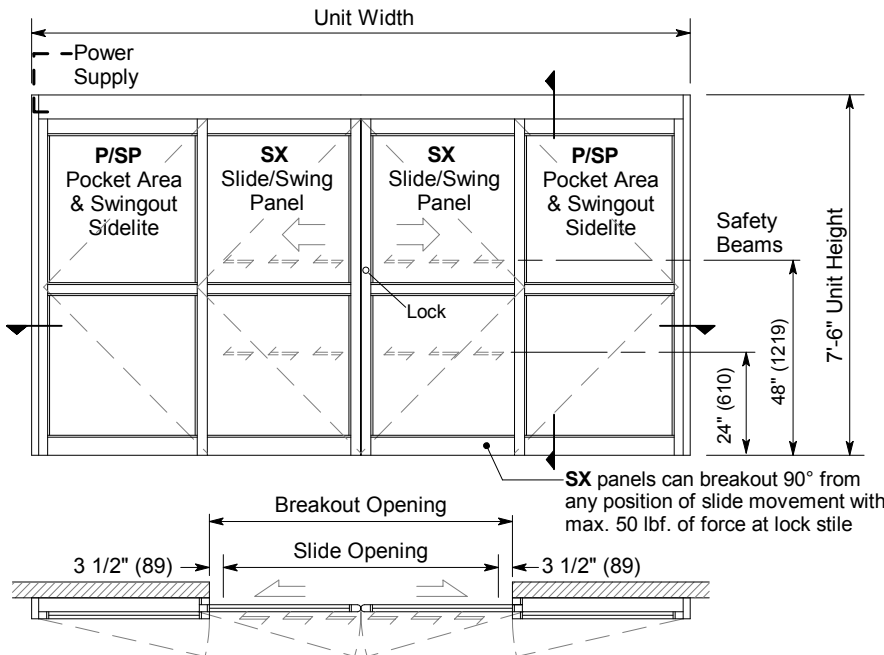 Unit Width
Power
Supply
P/SP
Pocket Area
& Swingout
Sidelite
SX
Slide/Swing
Panel
SX
Slide/Swing
Panel
P/SP
Pocket Area
& Swingout
Sidelite
Safety
Beams
Lock
24" (610)
48" (1219)
7'-6" Unit Height
SX panels can breakout 90° from
any position of slide movement with
max. 50 lbf. of force at lock stile
Breakout Opening
Slide Opening
3 1/2" (89)
3 1/2" (89)